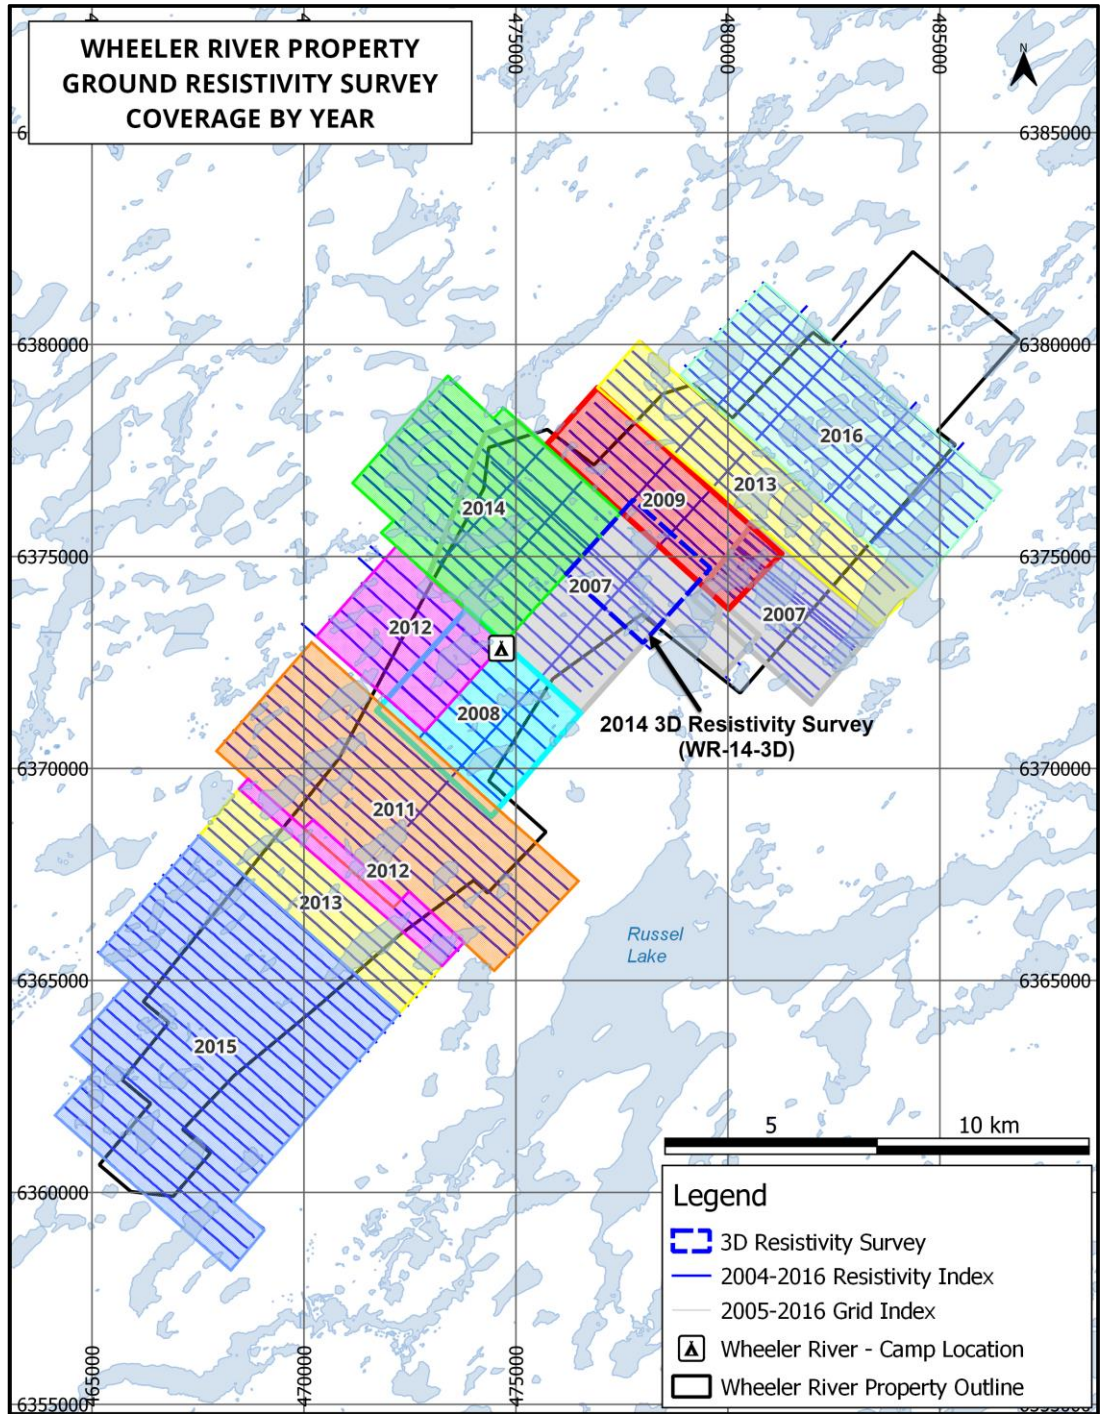 WHEELER RIVER PROPERTY
GROUND RESISTIVITY SURVEY
COVERAGE BY YEAR
475000
480000
485000
N
6385000
6380000
6380000
2016
2013
2009
2014
6375000
6375000
2007
2007
2012
2008
2014 3D Resistivity Survey
(WR-14-3D)
6370000
6370000
2011
2012
2013
Russel
Lake
6365000
6365000
2015
5
10 km
6360000
Legend
3D Resistivity Survey
2004-2016 Resistivity Index
2005-2016 Grid Index
Wheeler River - Camp Location
Wheeler River Property Outline
465000
470000
475000
6355000